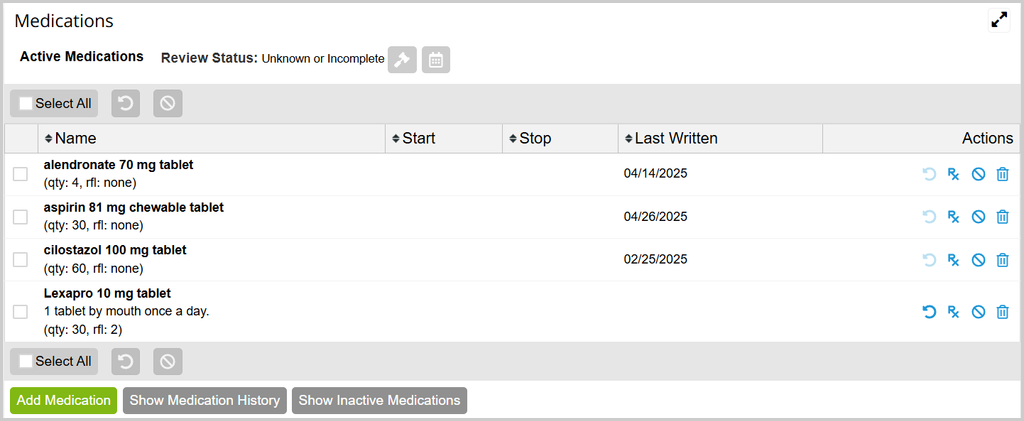 Medications
Active Medications Review Status: Unknown or Incomplete
Select All
Name Start Stop Last Written Actions
alendronate 70 mg tablet
(qty: 4, rfl: none)
04/14/2025
aspirin 81 mg chewable tablet
(qty: 30, rfl: none)
04/26/2025
cilostazol 100 mg tablet
(qty: 60, rfl: none)
02/25/2025
Lexapro 10 mg tablet
1 tablet by mouth once a day.
(qty: 30, rfl: 2)
Select All
Add Medication Show Medication History Show Inactive Medications